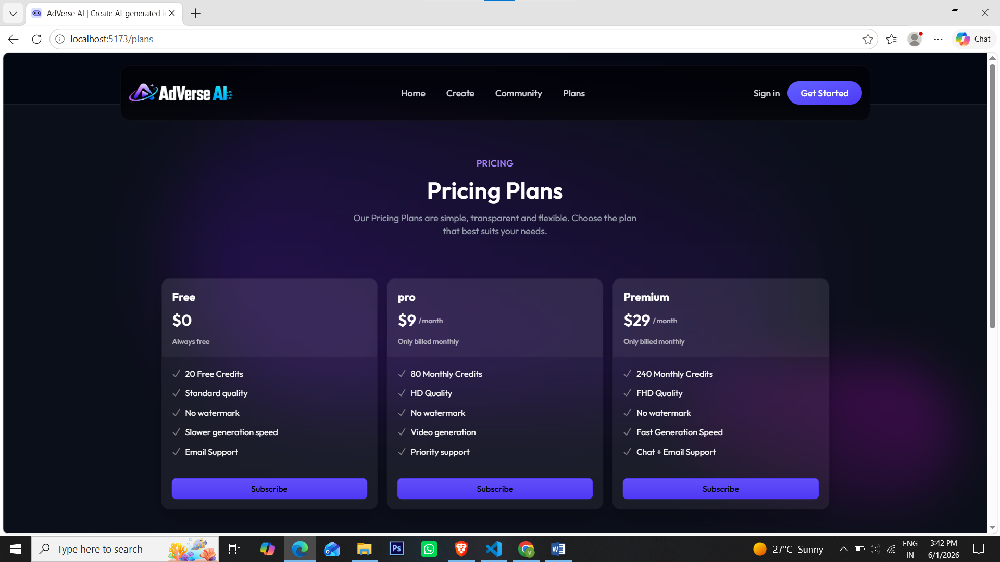 AdVerse AI | Create AI-generated i
localhost:5173/plans
Chat
AdVerse AI
Home
Create
Community
Plans
Sign in
Get Started
PRICING
Pricing Plans
Our Pricing Plans are simple, transparent and flexible. Choose the plan
that best suits your needs.
Free
$0
Always free
20 Free Credits
Standard quality
No watermark
Slower generation speed
Email Support
Subscribe
pro
$9 /month
Only billed monthly
80 Monthly Credits
HD Quality
No watermark
Video generation
Priority support
Subscribe
Premium
$29 /month
Only billed monthly
240 Monthly Credits
FHD Quality
No watermark
Fast Generation Speed
Chat + Email Support
Subscribe
Type here to search
Ps
V
W
27°C Sunny
ENG
IN
3:42 PM
6/1/2026